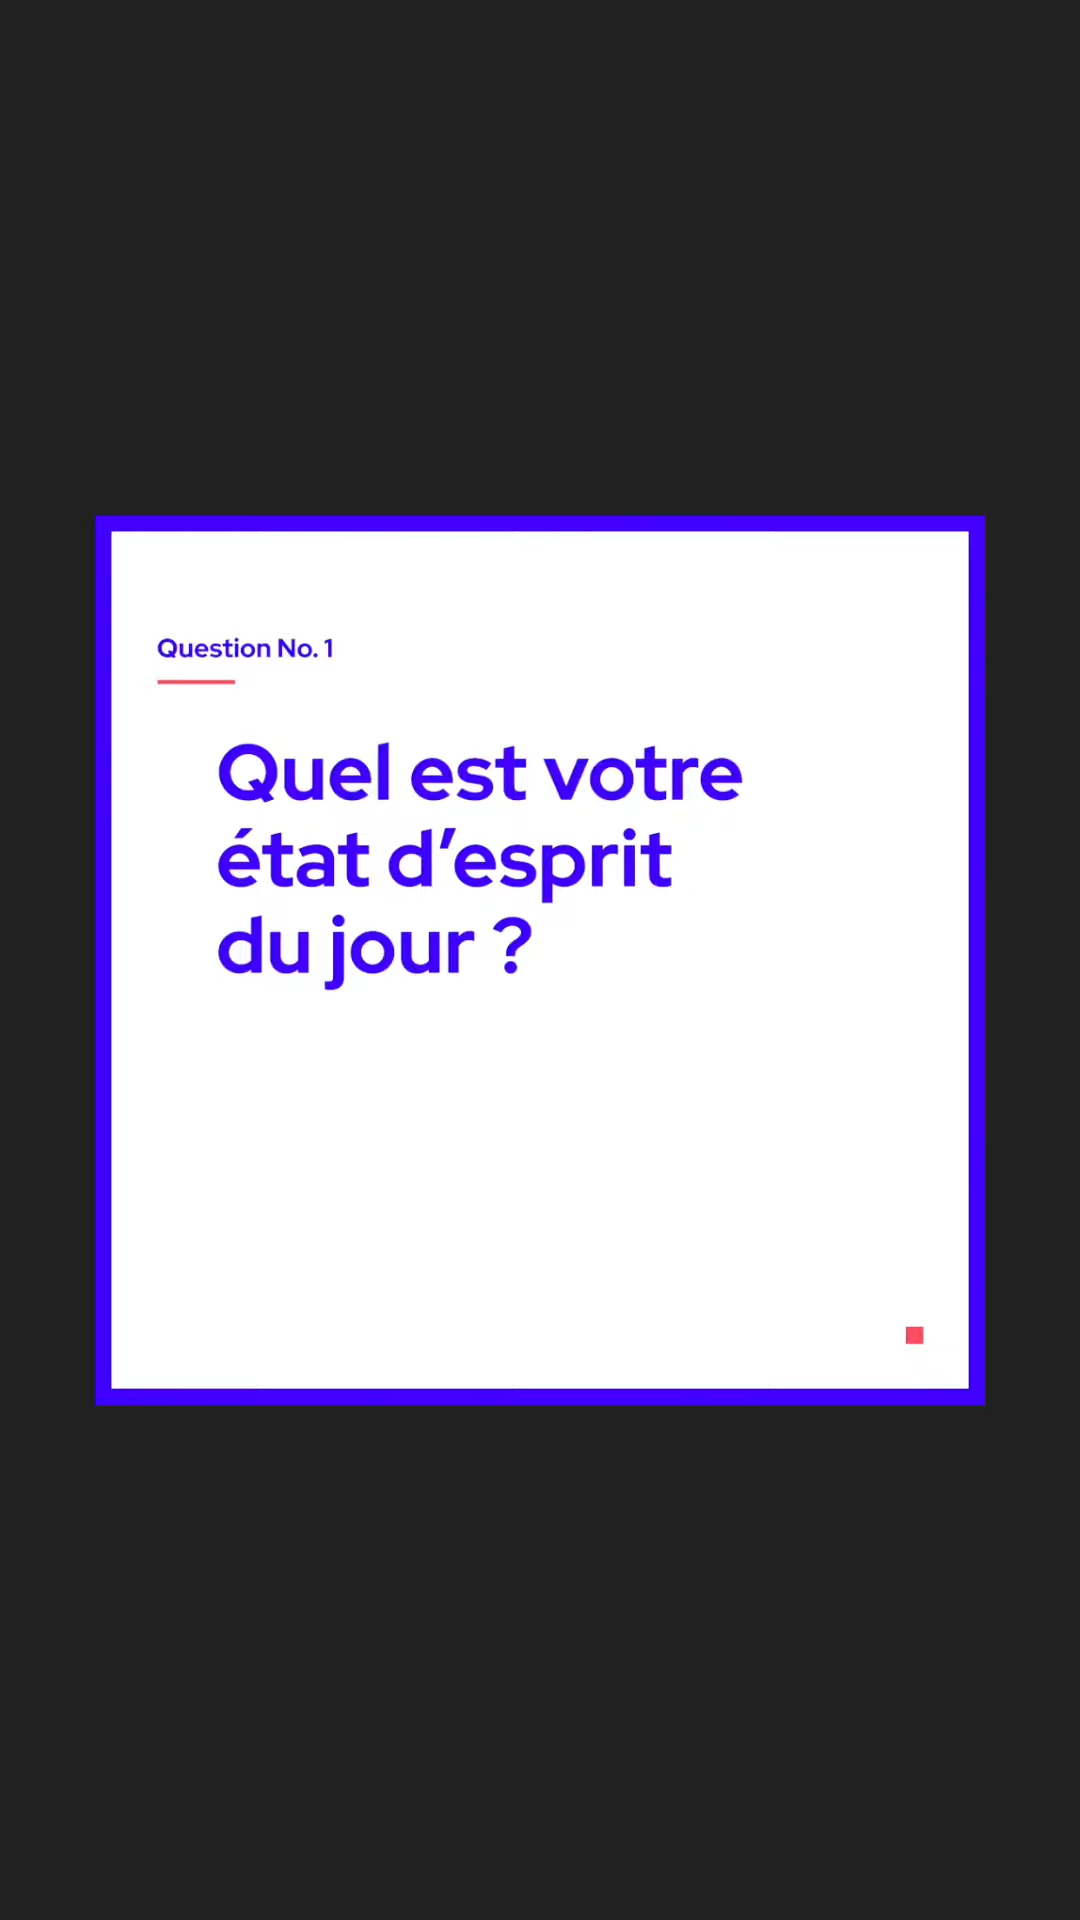 Question No. 1
Quel est votre
état d’esprit
du jour ?